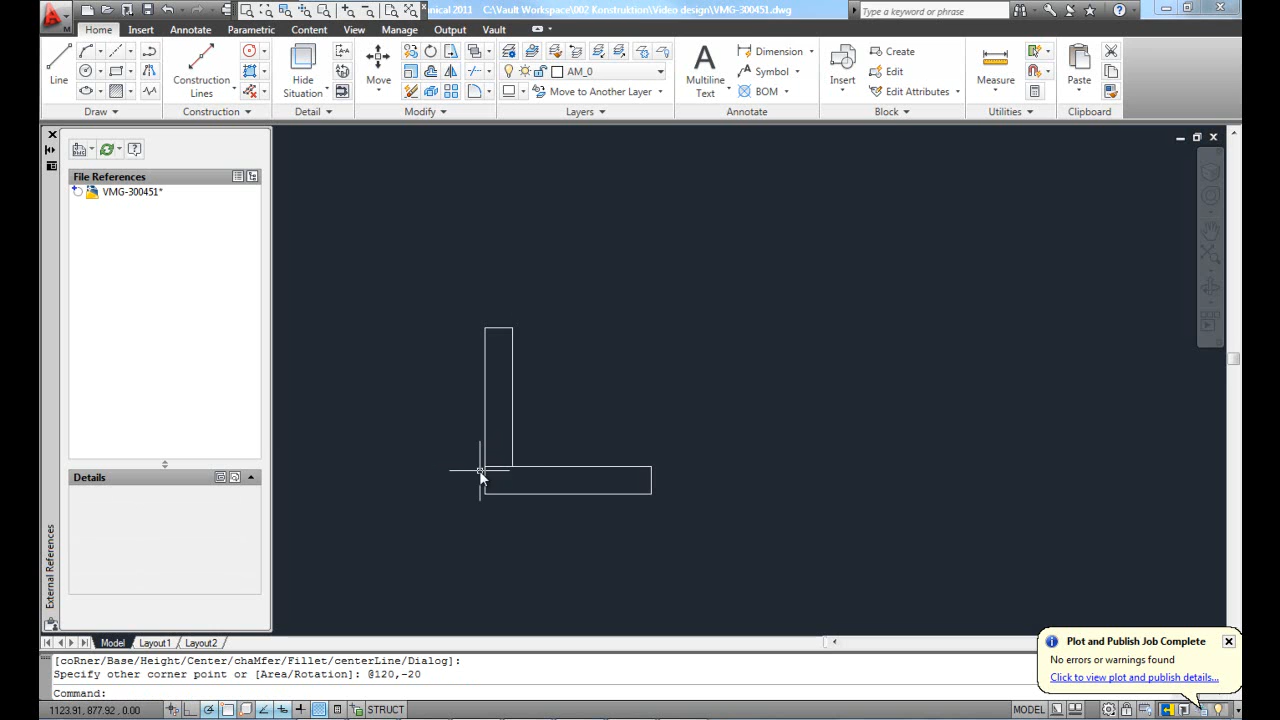 nical 2011   C:\Vault Workspace\002 Konstruktion\Video design\VMG-300451.dwg
Type a keyword or phrase
Home Insert Annotate Parametric Content View Manage Output Vault
Line
Construction Lines
Hide Situation
Move
AM_0
Move to Another Layer
Multiline Text
Dimension
Symbol
BOM
Insert
Create
Edit
Edit Attributes
Measure
Paste
Draw Construction Detail Modify Layers Annotate Block Utilities Clipboard
File References
VMG-300451*
Details
External References
Model Layout1 Layout2
[coRner/Base/Height/Center/chaMfer/Fillet/centerLine/Dialog]:
Specify other corner point or [Area/Rotation]: @120,-20
Command:
Plot and Publish Job Complete
No errors or warnings found
Click to view plot and publish details...
1123.91, 877.92 , 0.00
STRUCT
MODEL